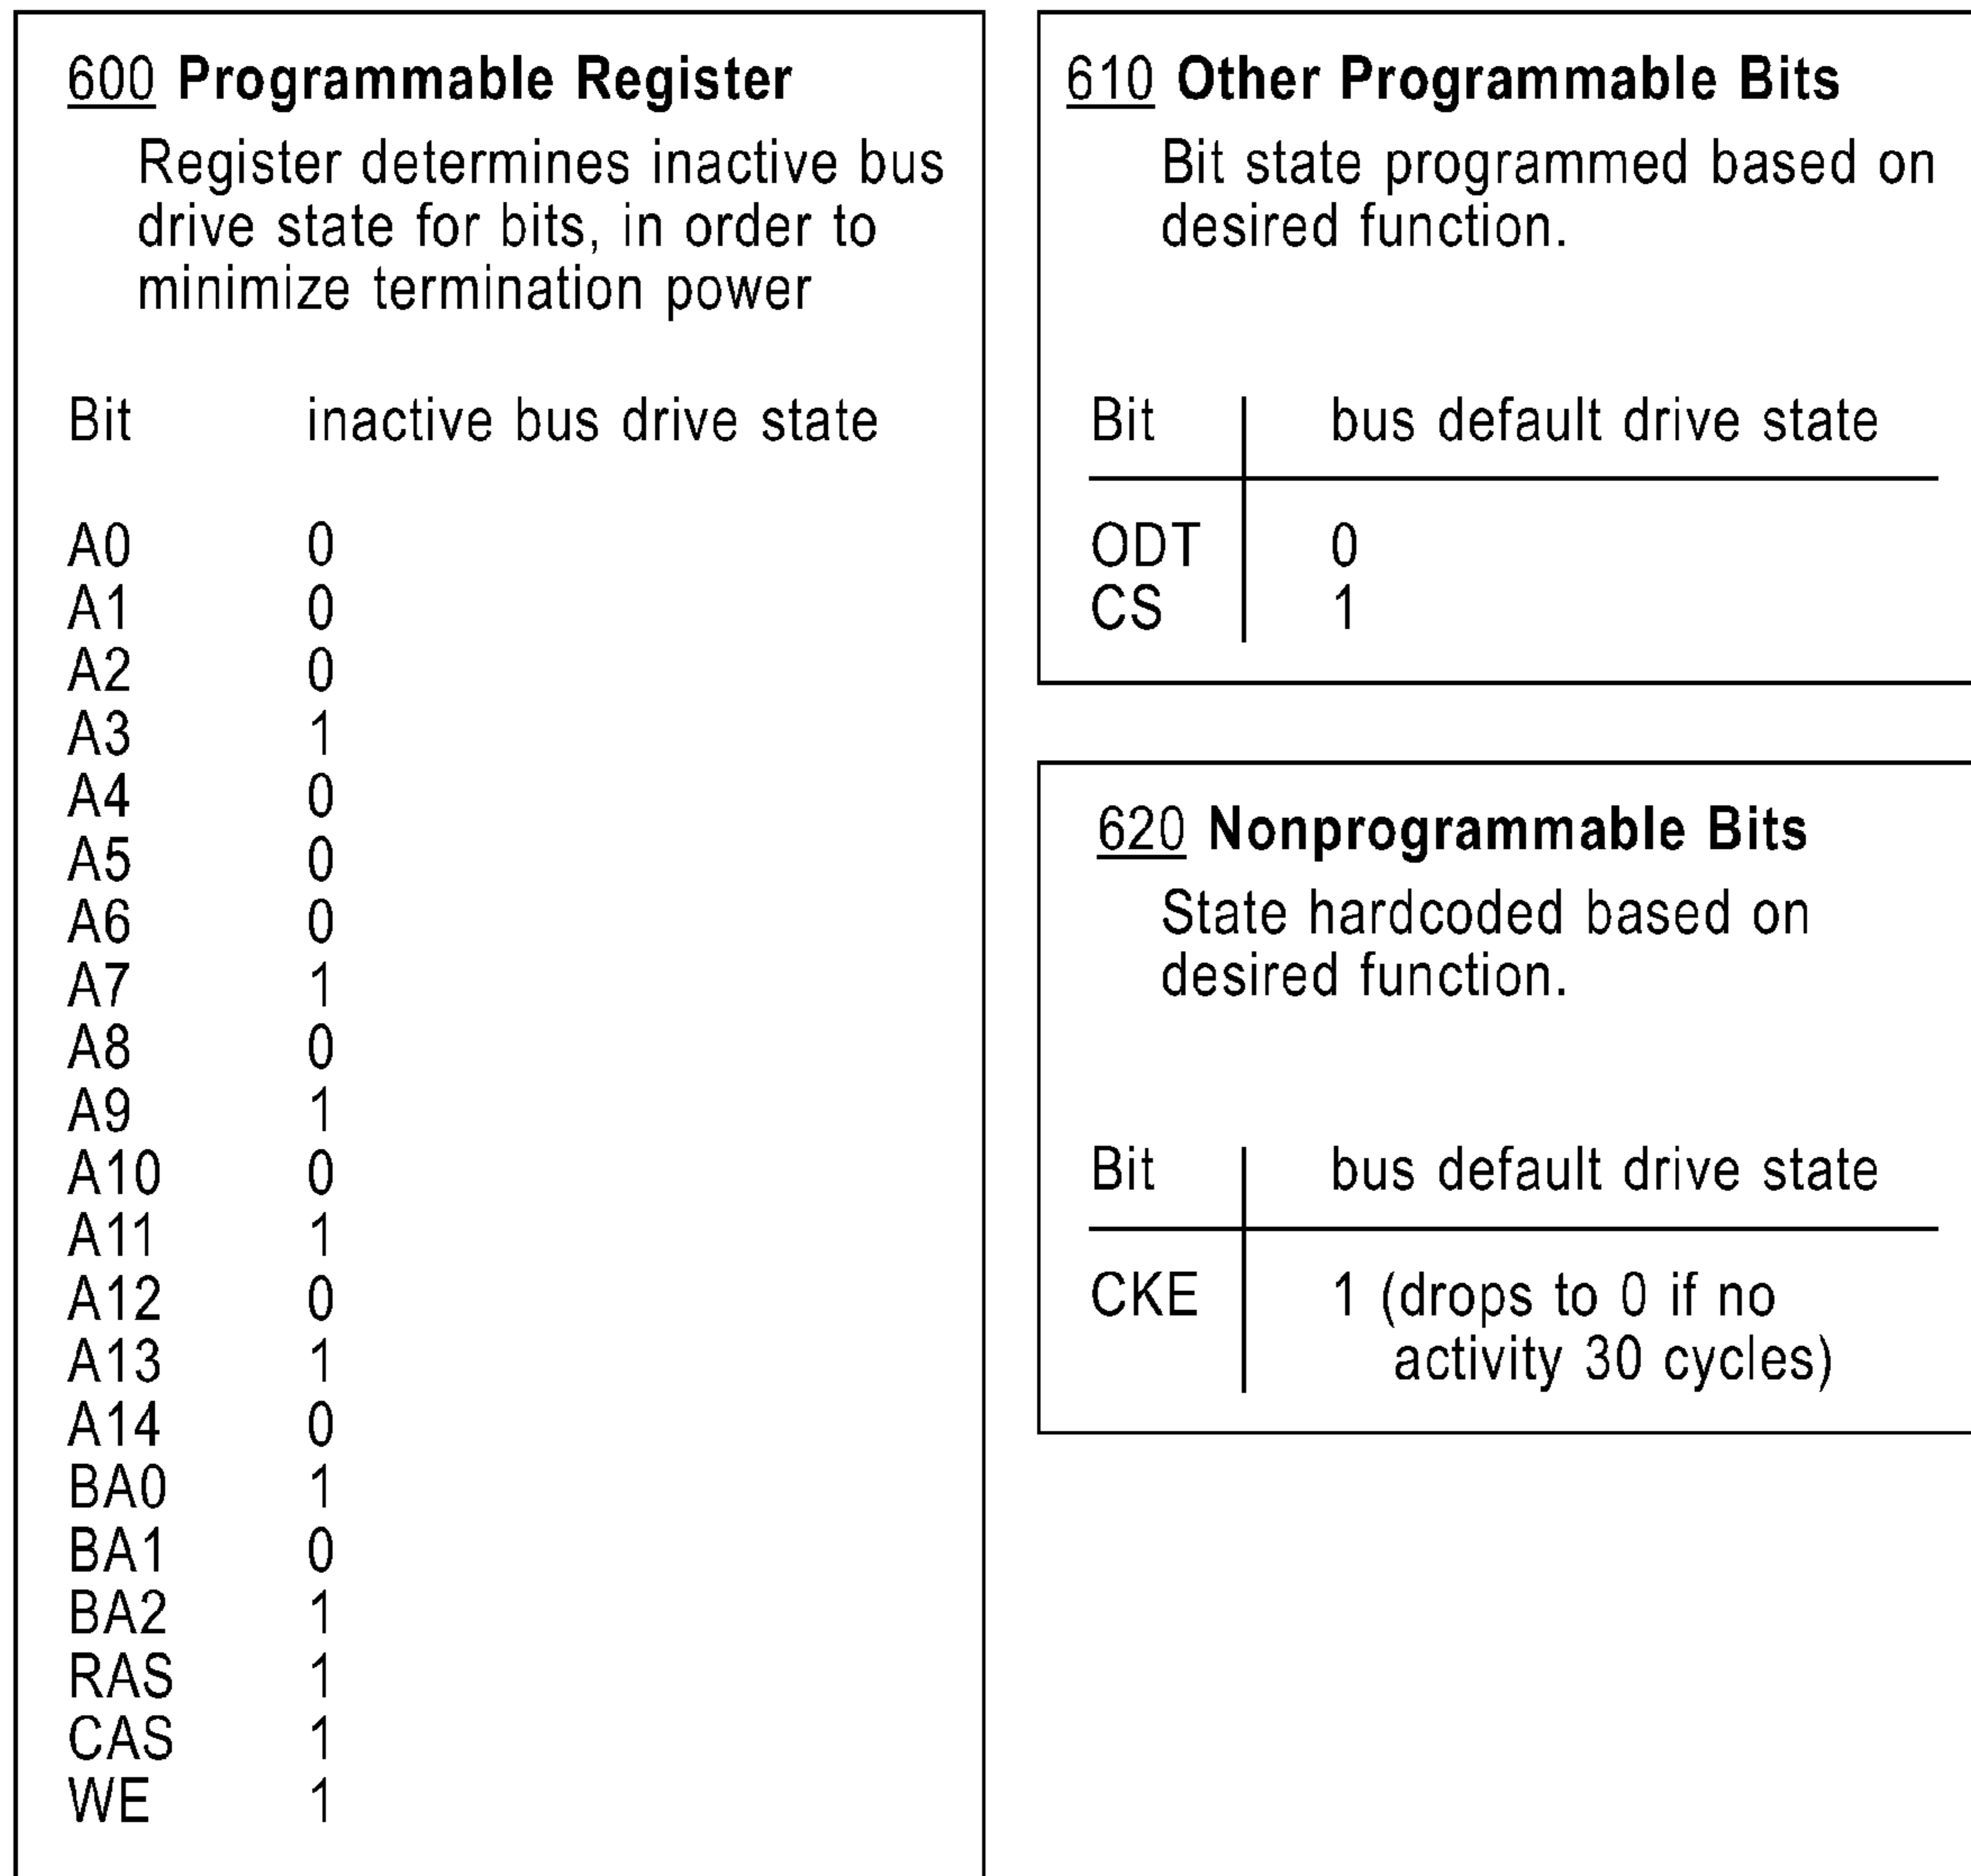 600 Programmable Register
Register determines inactive bus
drive state for bits, in order to
minimize termination power
Bit inactive bus drive state
A0 0
A1 0
A2 0
A3 1
A4 0
A5 0
A6 0
A7 1
A8 0
A9 1
A10 0
A11 1
A12 0
A13 1
A14 0
BA0 1
BA1 0
BA2 1
RAS 1
CAS 1
WE 1
610 Other Programmable Bits
Bit state programmed based on
desired function.
Bit bus default drive state
ODT 0
CS 1
620 Nonprogrammable Bits
State hardcoded based on
desired function.
Bit bus default drive state
CKE 1 (drops to 0 if no
activity 30 cycles)